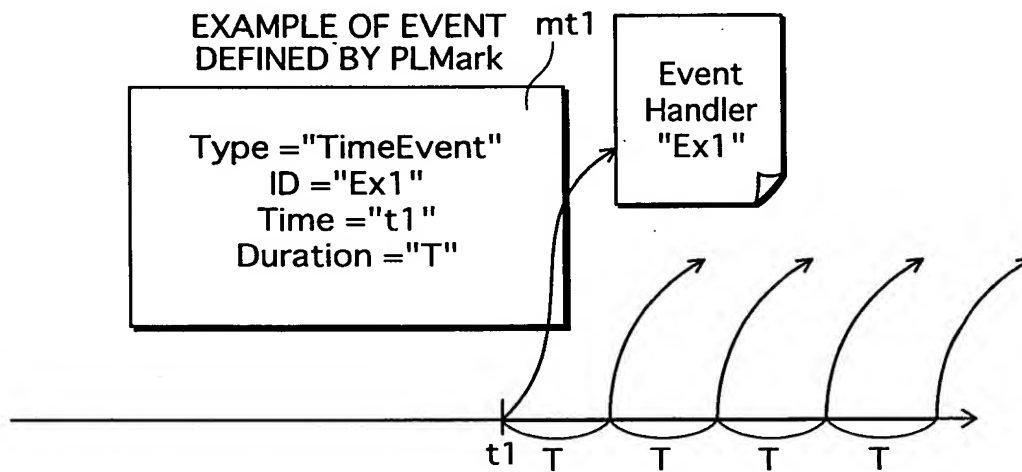 EXAMPLE OF EVENT
DEFINED BY PLMark
mt1
Type ="TimeEvent"
ID ="Ex1"
Time ="t1"
Duration ="T"
Event
Handler
"Ex1"
t1 T T T T